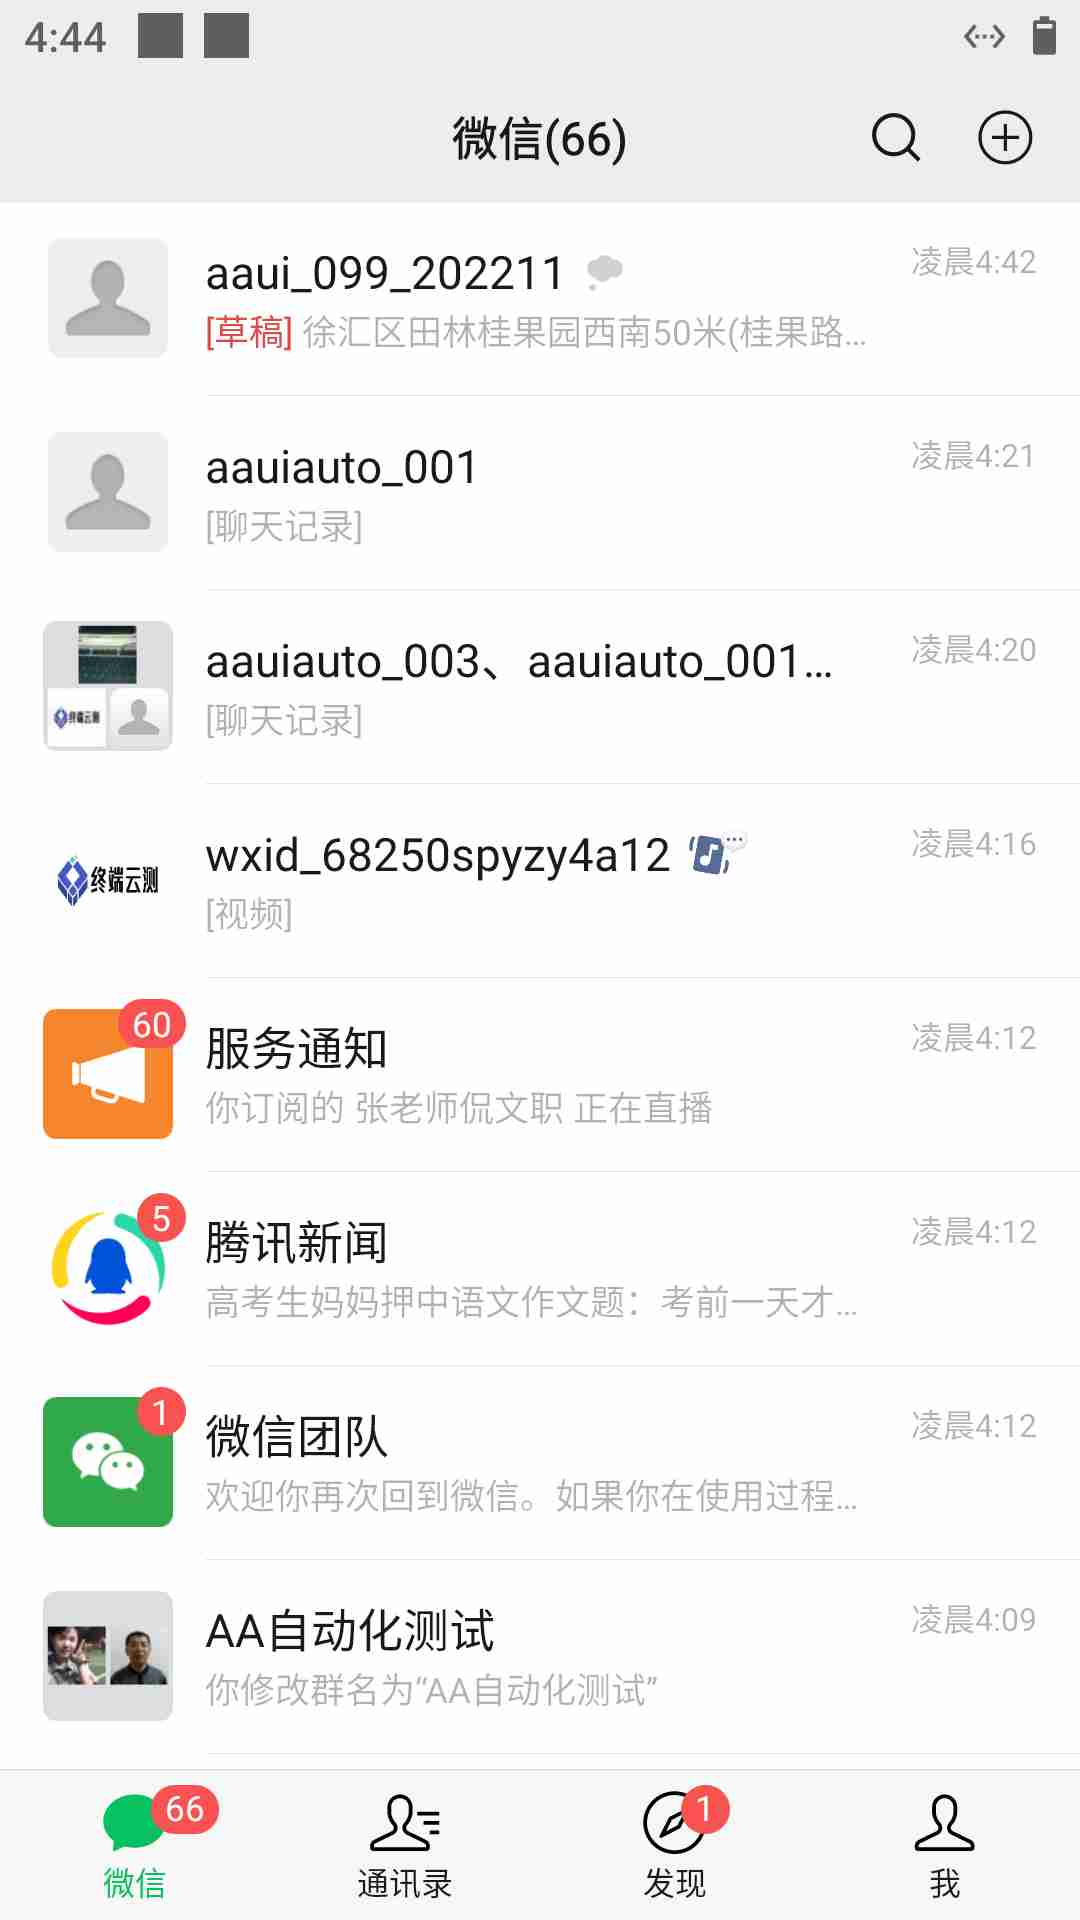 4:44
微信(66)
aaui_099_202211
凌晨4:42
[草稿] 徐汇区田林桂果园西南50米(桂果路...
aauiauto_001
凌晨4:21
[聊天记录]
aauiauto_003、aauiauto_001...
凌晨4:20
[聊天记录]
终端云测
wxid_68250spyzy4a12
凌晨4:16
终端云测
[视频]
60
服务通知
凌晨4:12
你订阅的 张老师侃文职 正在直播
5
腾讯新闻
凌晨4:12
高考生妈妈押中语文作文题：考前一天才...
1
微信团队
凌晨4:12
欢迎你再次回到微信。如果你在使用过程...
AA自动化测试
凌晨4:09
你修改群名为“AA自动化测试”
66
1
微信
通讯录
发现
我